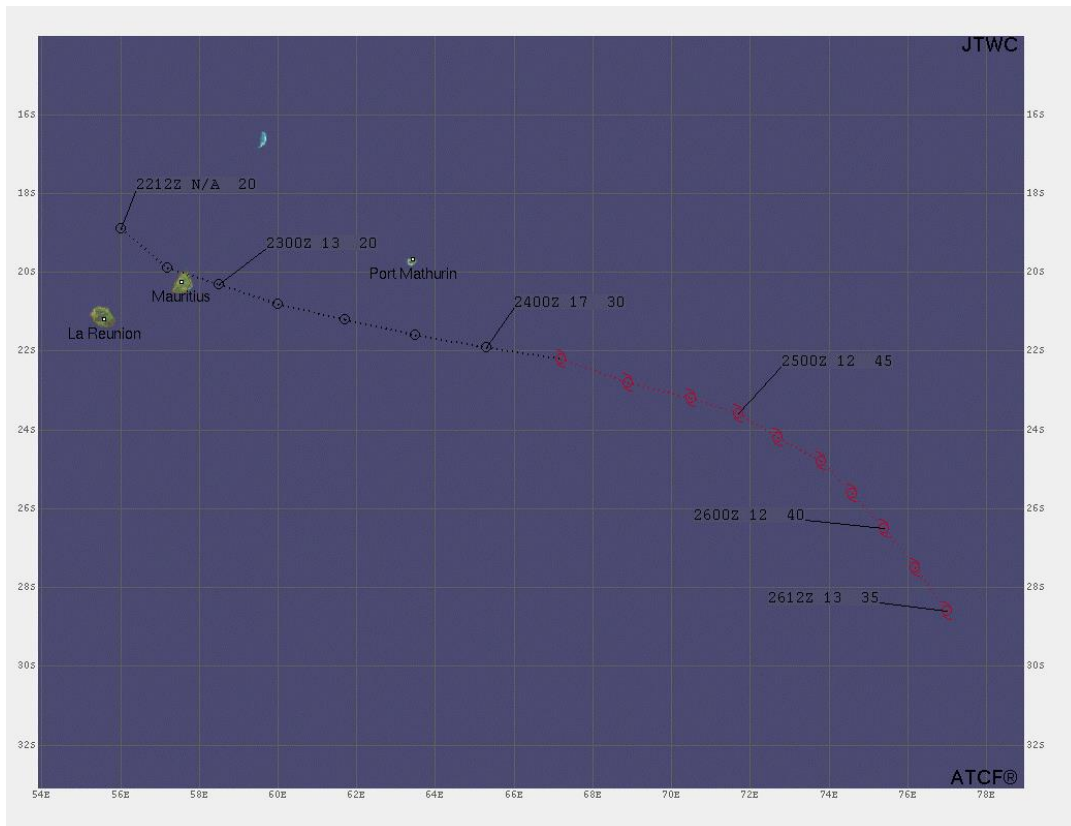 JTWC
16S
16S
2212Z N/A 20
18S
18S
2300Z 13 20
20S
20S
Port Mathurin
Mauritius
2400Z 17 30
La Reunion
22S
22S
2500Z 12 45
24S
24S
26S
26S
2600Z 12 40
28S
28S
2612Z 13 35
30S
30S
32S
32S
ATCF®
54E 56E 58E 60E 62E 64E 66E 68E 70E 72E 74E 76E 78E